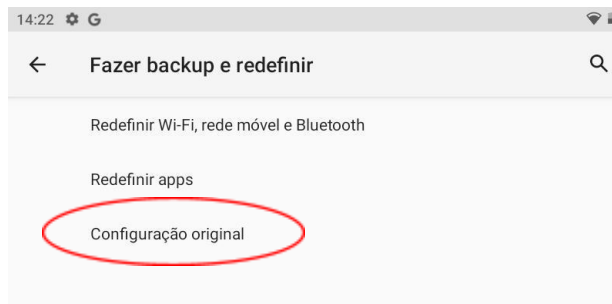 14:22 G
Fazer backup e redefinir
Redefinir Wi-Fi, rede móvel e Bluetooth
Redefinir apps
Configuração original